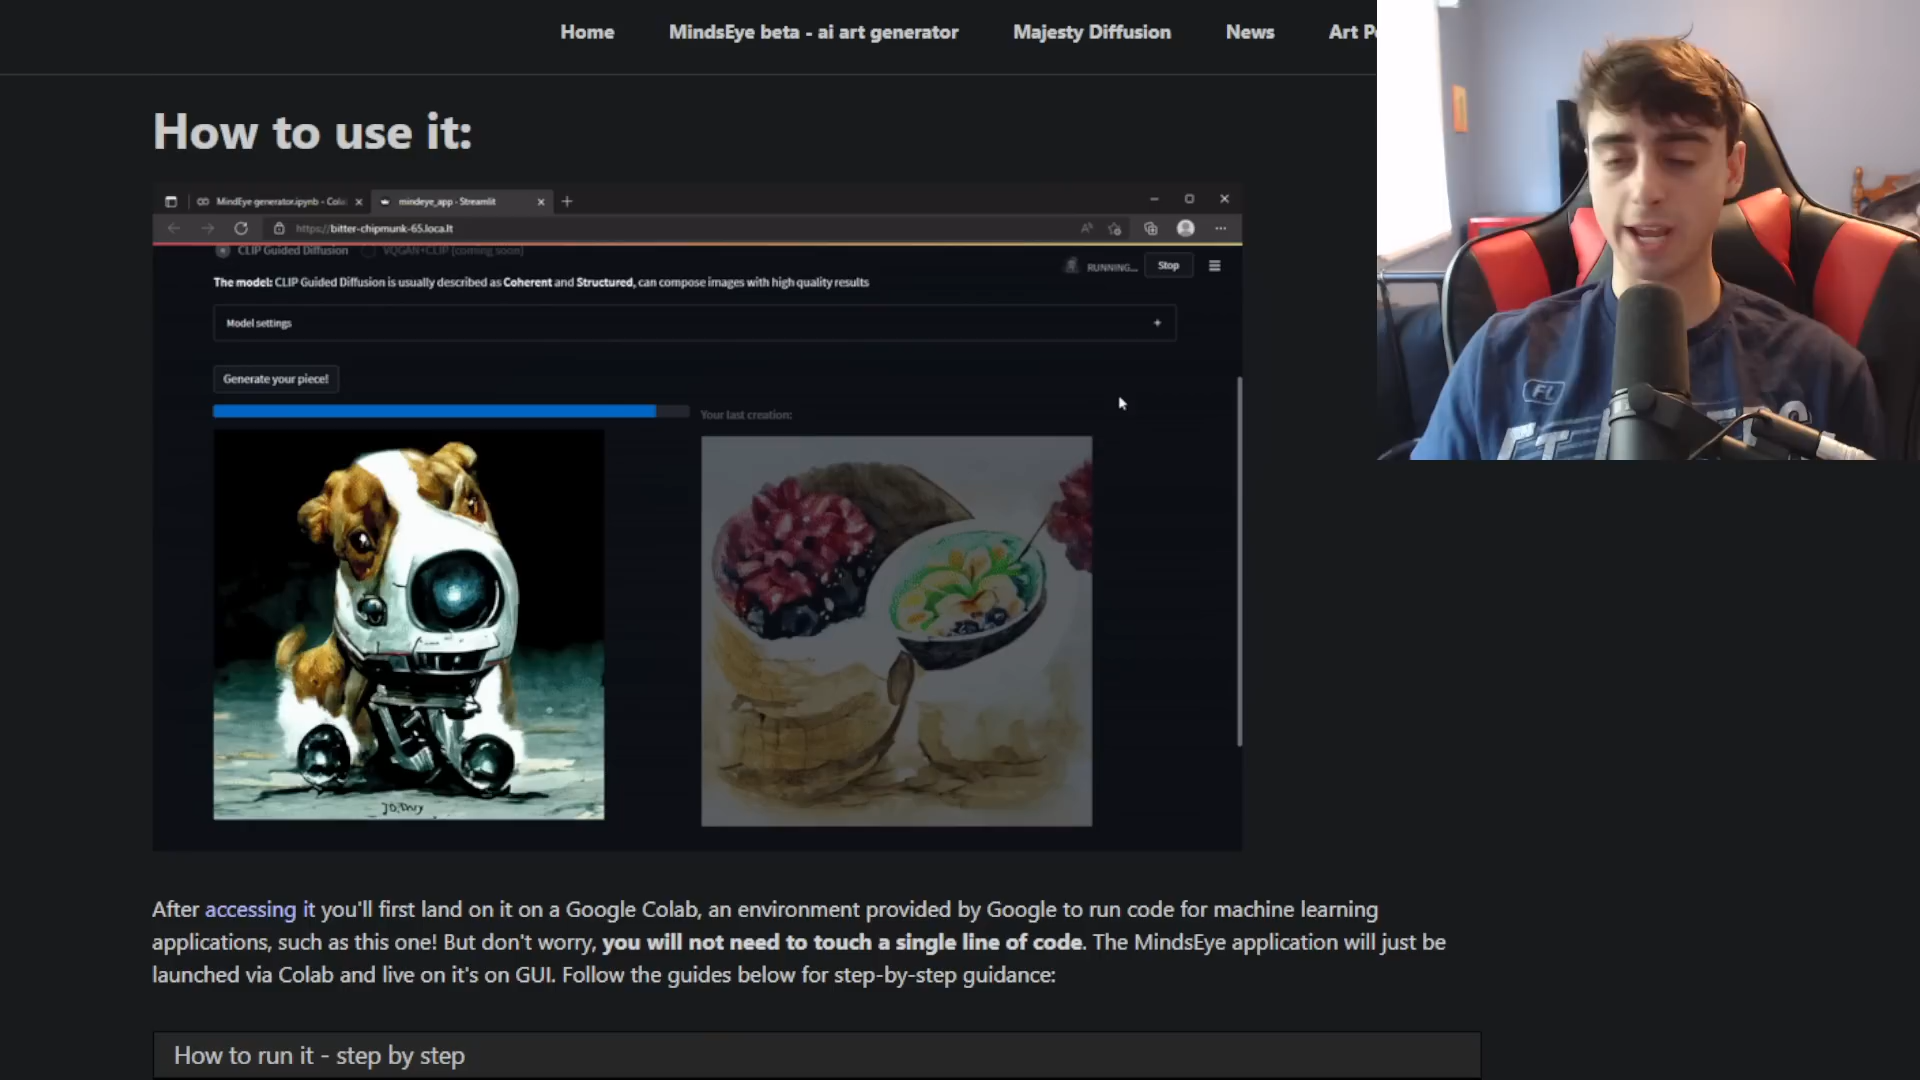 Home MindsEye beta - ai art generator Majesty Diffusion News Art
How to use it:
MindEye generator.ipynb - Cola mindeye_app - Streamlit
https://bitter-chipmunk-65.loca.lt
CLIP Guided Diffusion VQGAN+CLIP (coming soon)
RUNNING... Stop
The model: CLIP Guided Diffusion is usually described as Coherent and Structured, can compose images with high quality results
Model settings
Generate your piece!
Your last creation:
After accessing it you'll first land on it on a Google Colab, an environment provided by Google to run code for machine learning
applications, such as this one! But don't worry, you will not need to touch a single line of code. The MindsEye application will just be
launched via Colab and live on it's on GUI. Follow the guides below for step-by-step guidance:
How to run it - step by step